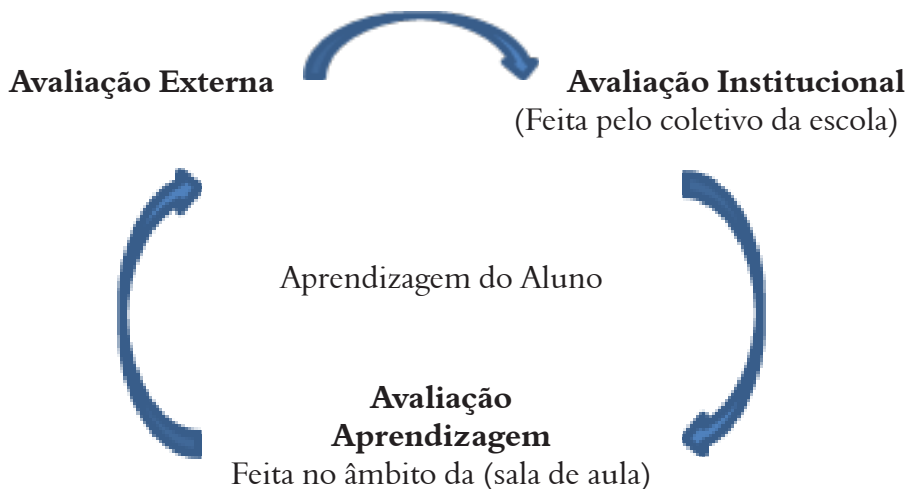 Avaliação Externa
Avaliação Institucional
(Feita pelo coletivo da escola)
Aprendizagem do Aluno
Avaliação
Aprendizagem
Feita no âmbito da (sala de aula)